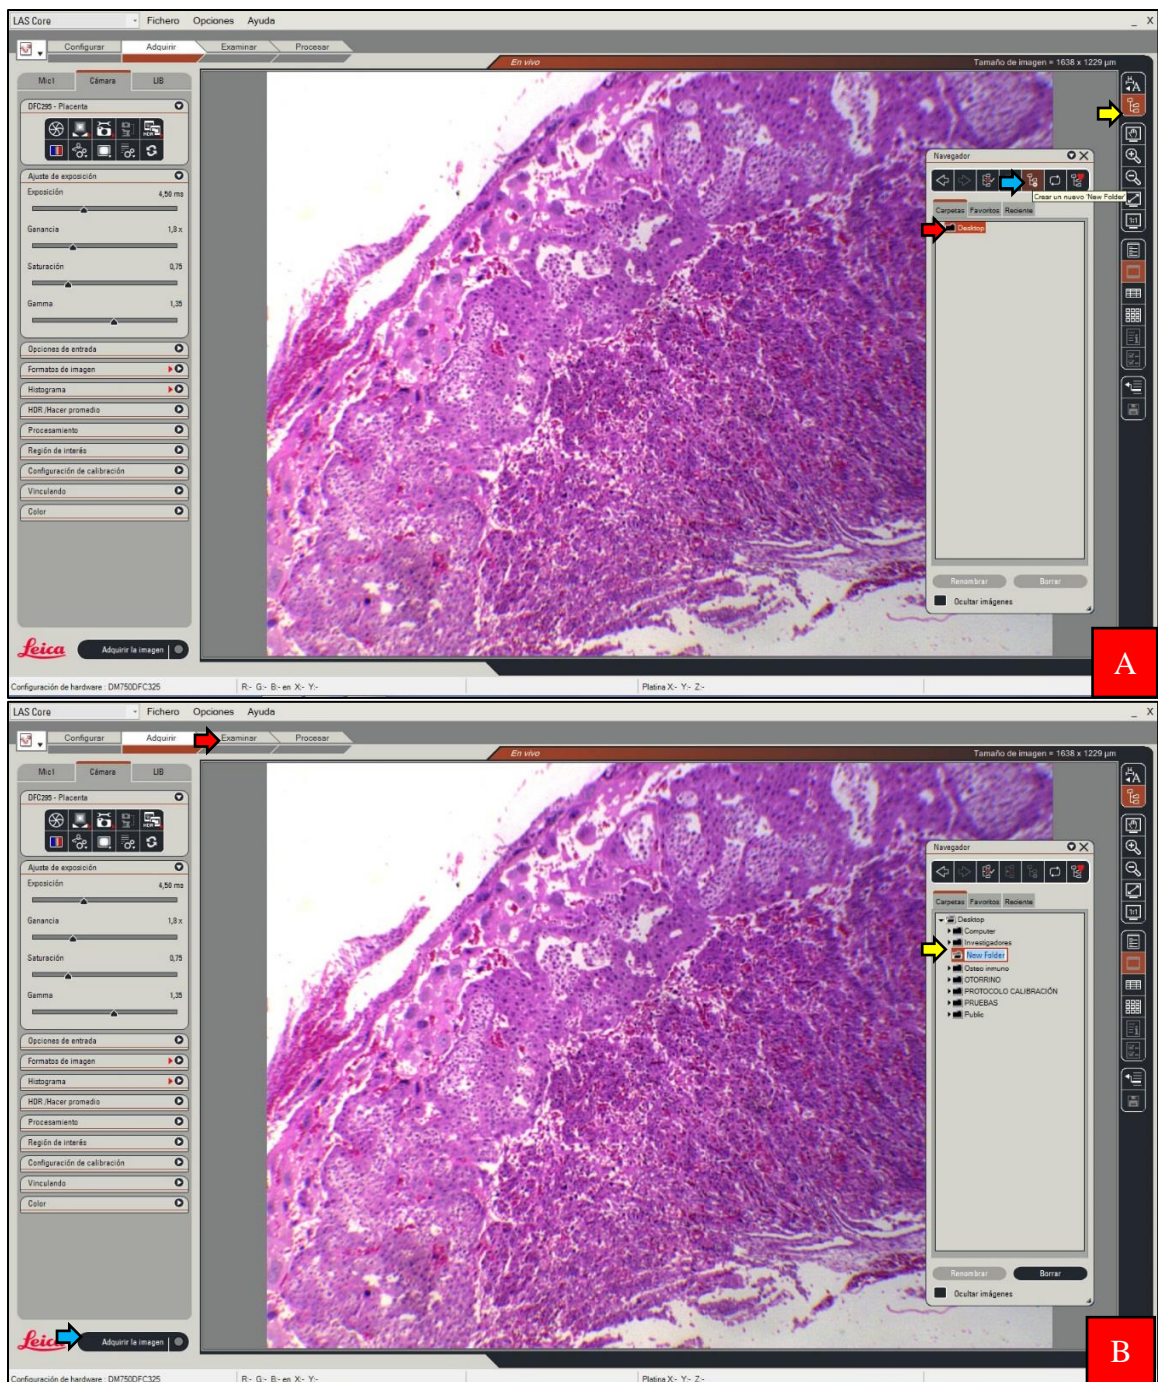 LAS Core Fichero Opciones Ayuda _ X
Configurar Adquirir Examinar Procesar
En vivo Tamaño de imagen = 1638 x 1229 µm
Mic1 Cámara LIB
DFC295 - Placenta
HDR
Ajuste de exposición
Exposición 4,50 ms
Ganancia 1,8 x
Saturación 0,75
Gamma 1,35
Opciones de entrada
Formatos de imagen
Histograma
HDR /Hacer promedio
Procesamiento
Región de interés
Configuración de calibración
Vinculando
Color
Leica Adquirir la imagen
Navegador
Crear un nuevo 'New Folder'
Carpetas Favoritos Reciente
Desktop
Renombrar Borrar
Ocultar imágenes
1:1
A
Configuración de hardware : DM750DFC325 R:- G:- B:- en X:- Y:- Platina X:- Y:- Z:-
LAS Core Fichero Opciones Ayuda _ X
Configurar Adquirir Examinar Procesar
En vivo Tamaño de imagen = 1638 x 1229 µm
Mic1 Cámara LIB
DFC295 - Placenta
HDR
Ajuste de exposición
Exposición 4,50 ms
Ganancia 1,8 x
Saturación 0,75
Gamma 1,35
Opciones de entrada
Formatos de imagen
Histograma
HDR /Hacer promedio
Procesamiento
Región de interés
Configuración de calibración
Vinculando
Color
Adquirir la imagen
Navegador
Carpetas Favoritos Reciente
Desktop
Computer
Investigadores
New Folder
Osteo inmuno
OTORRINO
PROTOCOLO CALIBRACIÓN
PRUEBAS
Public
Renombrar Borrar
Ocultar imágenes
1:1
B
Configuración de hardware : DM750DFC325 R:- G:- B:- en X:- Y:- Platina X:- Y:- Z:-